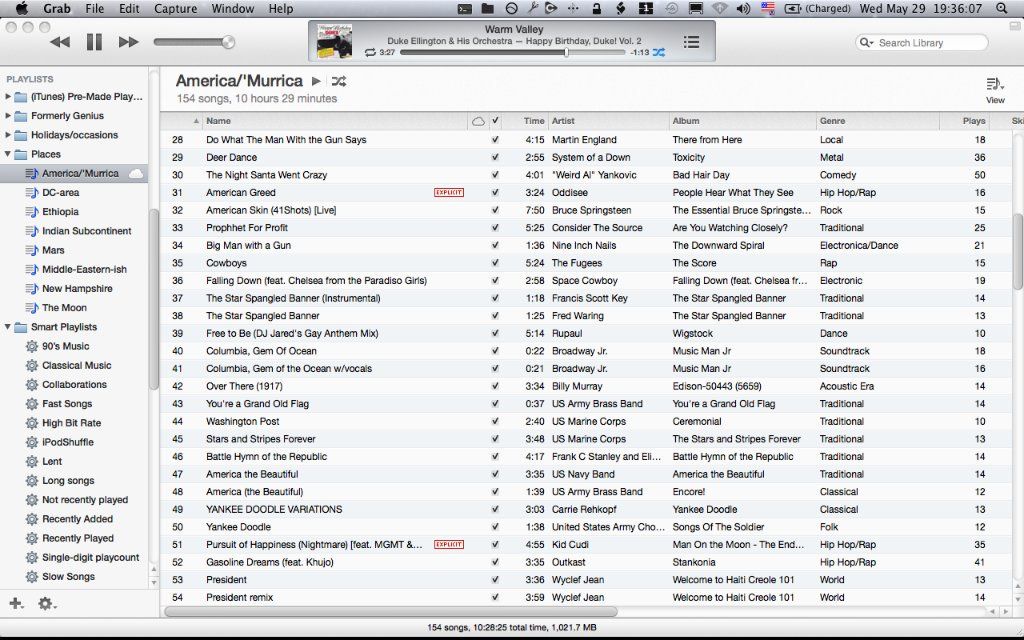 Grab File Edit Capture Window Help (Charged) Wed May 29 19:36:07
Warm Valley
Duke Ellington & His Orchestra — Happy Birthday, Duke! Vol. 2
3:27 -1:13
Search Library
PLAYLISTS
(iTunes) Pre-Made Play...
Formerly Genius
Holidays/occasions
Places
America/'Murrica
DC-area
Ethiopia
Indian Subcontinent
Mars
Middle-Eastern-ish
New Hampshire
The Moon
Smart Playlists
90's Music
Classical Music
Collaborations
Fast Songs
High Bit Rate
iPodShuffle
Lent
Long songs
Not recently played
Recently Added
Recently Played
Single-digit playcount
Slow Songs
America/'Murrica
154 songs, 10 hours 29 minutes
View
Name Time Artist Album Genre Plays Ski
28 Do What The Man With the Gun Says 4:15 Martin England There from Here Local 18
29 Deer Dance 2:55 System of a Down Toxicity Metal 36
30 The Night Santa Went Crazy 4:01 "Weird Al" Yankovic Bad Hair Day Comedy 50
31 American Greed EXPLICIT 3:24 Oddisee People Hear What They See Hip Hop/Rap 16
32 American Skin (41Shots) [Live] 7:50 Bruce Springsteen The Essential Bruce Springste... Rock 15
33 Prophhet For Profit 5:25 Consider The Source Are You Watching Closely? Traditional 25
34 Big Man with a Gun 1:36 Nine Inch Nails The Downward Spiral Electronica/Dance 21
35 Cowboys 5:24 The Fugees The Score Rap 15
36 Falling Down (feat. Chelsea from the Paradiso Girls) 2:58 Space Cowboy Falling Down (feat. Chelsea fr... Electronic 19
37 The Star Spangled Banner (Instrumental) 1:18 Francis Scott Key The Star Spangled Banner Traditional 14
38 The Star Spangled Banner 1:25 Fred Waring The Star Spangled Banner Traditional 13
39 Free to Be (DJ Jared's Gay Anthem Mix) 5:14 Rupaul Wigstock Dance 10
40 Columbia, Gem Of Ocean 0:22 Broadway Jr. Music Man Jr Soundtrack 18
41 Columbia, Gem of the Ocean w/vocals 0:21 Broadway Jr. Music Man Jr Soundtrack 16
42 Over There (1917) 3:34 Billy Murray Edison-50443 (5659) Acoustic Era 14
43 You're a Grand Old Flag 0:37 US Army Brass Band You're a Grand Old Flag Traditional 14
44 Washington Post 2:40 US Marine Corps Ceremonial Traditional 10
45 Stars and Stripes Forever 3:48 US Marine Corps The Stars and Stripes Forever Traditional 13
46 Battle Hymn of the Republic 4:17 Frank C Stanley and Eli... Battle Hymn of the Republic Traditional 14
47 America the Beautiful 3:35 US Navy Band America the Beautiful Traditional 14
48 America (the Beautiful) 1:39 US Army Brass Band Encore! Classical 12
49 YANKEE DOODLE VARIATIONS 3:03 Carrie Rehkopf Yankee Doodle Classical 13
50 Yankee Doodle 1:38 United States Army Cho... Songs Of The Soldier Folk 12
51 Pursuit of Happiness (Nightmare) [feat. MGMT &... EXPLICIT 4:55 Kid Cudi Man On the Moon - The End... Hip Hop/Rap 35
52 Gasoline Dreams (feat. Khujo) 3:35 Outkast Stankonia Hip Hop/Rap 41
53 President 3:36 Wyclef Jean Welcome to Haiti Creole 101 World 13
54 President remix 3:59 Wyclef Jean Welcome to Haiti Creole 101 World 14
154 songs, 10:28:25 total time, 1,021.7 MB